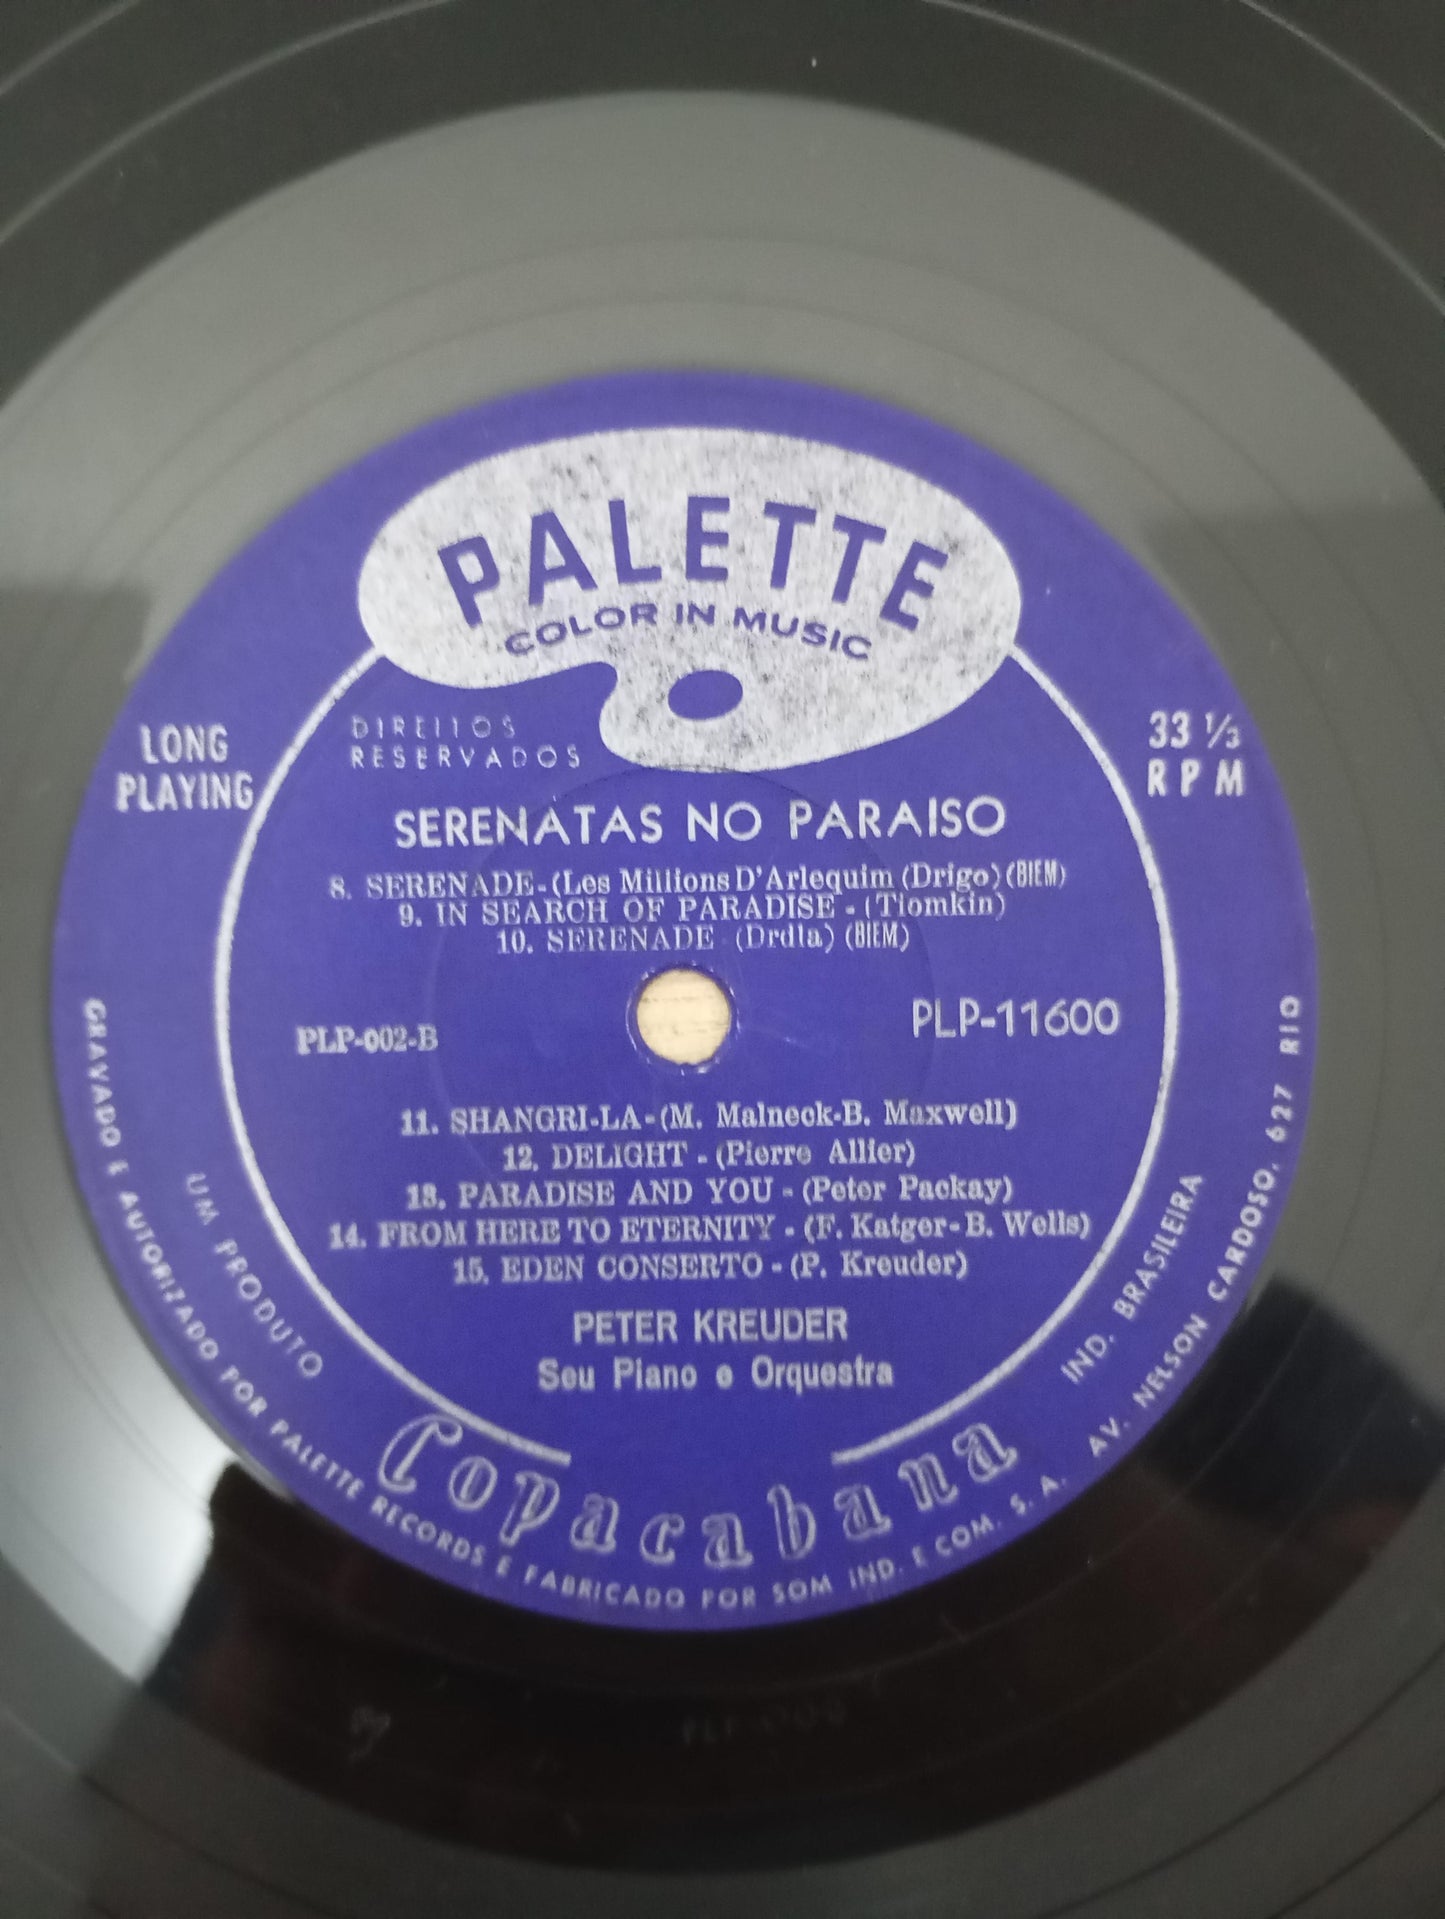 PALETTE
COLOR IN MUSIC
DIREITOS
RESERVADOS
LONG
PLAYING
33 1/3
RPM
SERENATAS NO PARAISO
8. SERENADE-(Les Millions D'Arlequim (Drigo) (BIEM)
9. IN SEARCH OF PARADISE - (Tiomkin)
10. SERENADE (Drdla) (BIEM)
PLP-002-B
PLP-11600
11. SHANGRI-LA-(M. Malneck-B. Maxwell)
12. DELIGHT - (Pierre Allier)
13. PARADISE AND YOU - (Peter Packay)
14. FROM HERE TO ETERNITY - (F. Katger-B. Wells)
15. EDEN CONSERTO - (P. Kreuder)
PETER KREUDER
Seu Piano e Orquestra
UM PRODUTO
Copacabana
IND. BRASILEIRA
GRAVADO E AUTORIZADO POR PALETTE RECORDS E FABRICADO POR SOM IND. E COM. S. A. AV. NELSON CARDOSO, 627 RIO